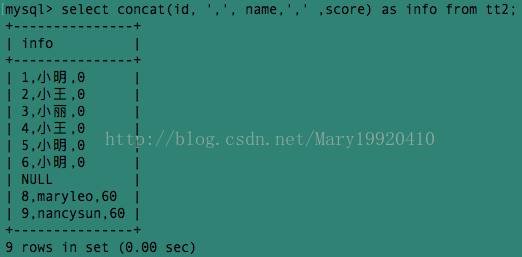 mysql> select concat(id, ',', name,',' ,score) as info from tt2;
+---------------+
| info          |
+---------------+
| 1,小明,0      |
| 2,小王,0      |
| 3,小丽,0      |
| 4,小王,0      |
| 5,小明,0      |
| 6,小明,0      |
| NULL          |
| 8,maryleo,60  |
| 9,nancysun,60 |
+---------------+
9 rows in set (0.00 sec)
http://blog.csdn.net/Mary19920410